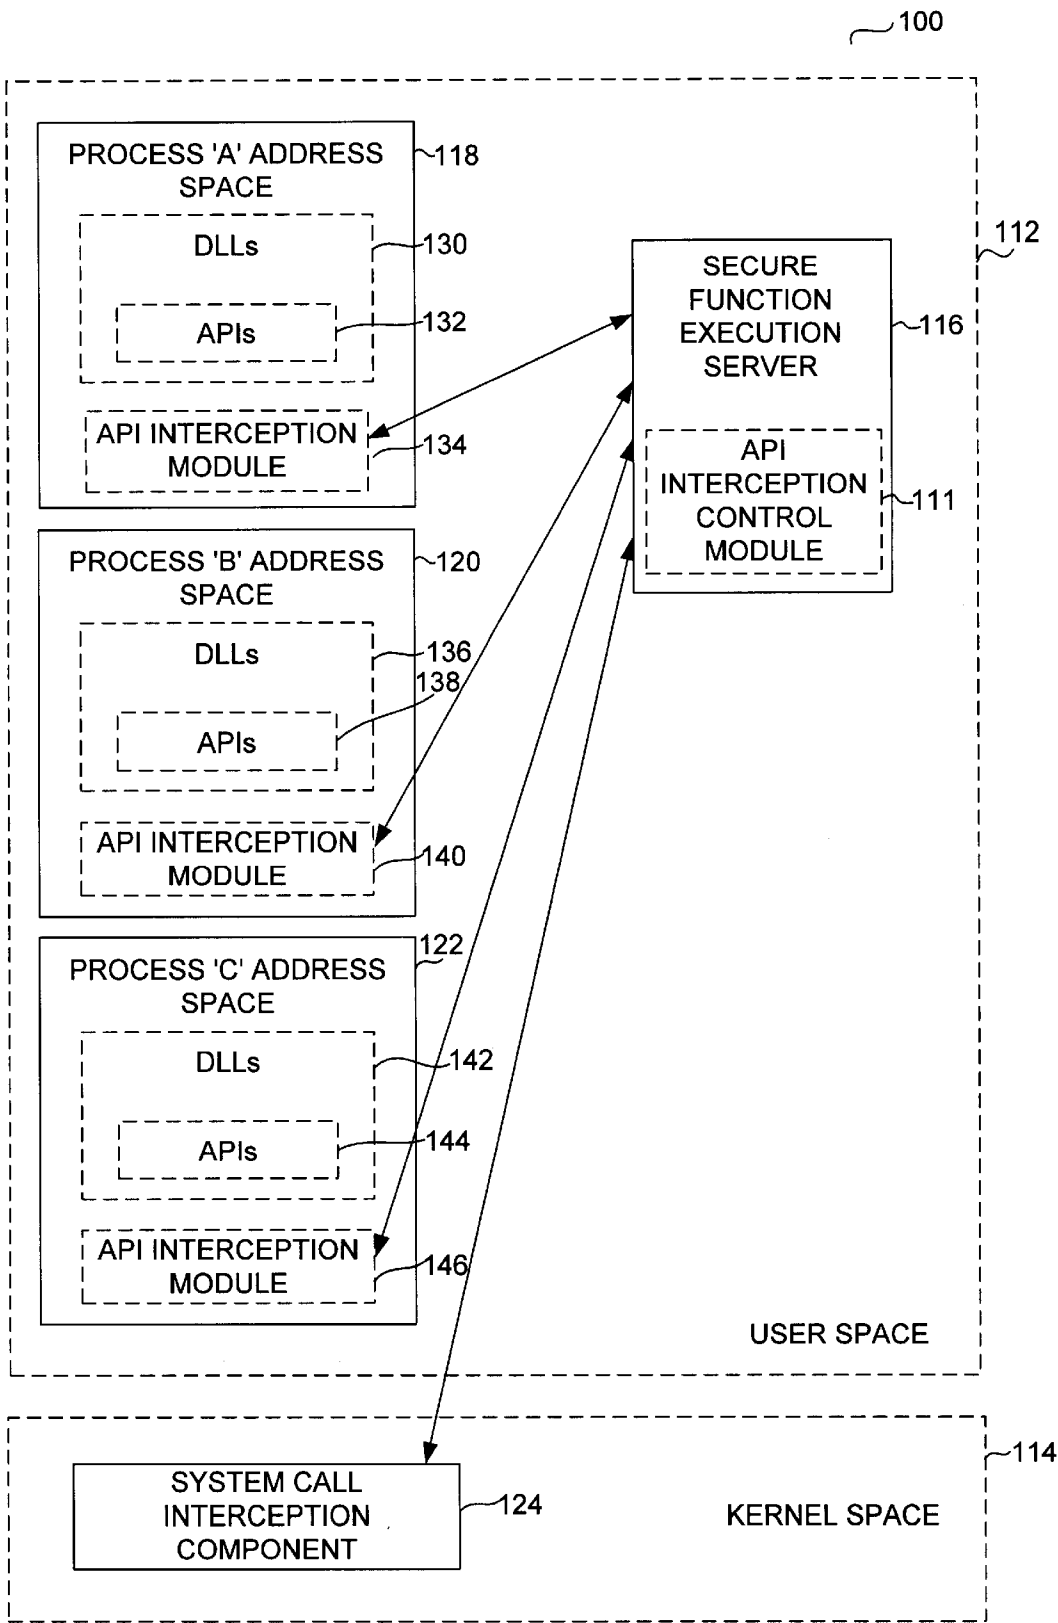 100
PROCESS 'A' ADDRESS
SPACE
118
DLLs
130
APIs
132
API INTERCEPTION
MODULE
134
112
SECURE
FUNCTION
EXECUTION
SERVER
116
API
INTERCEPTION
CONTROL
MODULE
111
PROCESS 'B' ADDRESS
SPACE
120
DLLs
136
138
APIs
API INTERCEPTION
MODULE
140
122
PROCESS 'C' ADDRESS
SPACE
DLLs
142
APIs
144
API INTERCEPTION
MODULE
146
USER SPACE
114
SYSTEM CALL
INTERCEPTION
COMPONENT
124
KERNEL SPACE